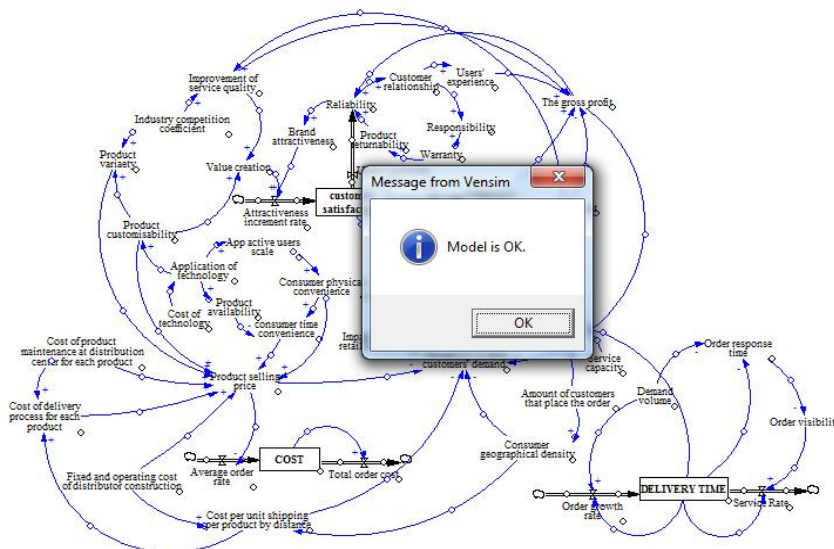 Improvement of
service quality
Customer
relationship
Users'
experience
Reliability
The gross profit
Industry competition
coefficient
Brand
attractiveness
Product
returnability
Responsibility
Warranty
Product
variaety
Value creation
Message from Vensim
Model is OK.
OK
Attractiveness
increment rate
Product
customisability
App active users
scale
Application of
technology
Consumer physical
convenience
Product
availability
Cost of
technology
consumer time
convenience
Cost of product
maintenance at distribution
center for each product
Product selling
price
customers' demand
capacity
Order response
time
Cost of delivery
process for each
product
Amount of customers
that place the order
Demand
volume
Order visibility
Consumer
geographical density
COST
Average order
rate
Total order cost
Fixed and operating cost
of distributor construction
DELIVERY TIME
Order growth
rate
Service Rate
Cost per unit shipping
per product by distance